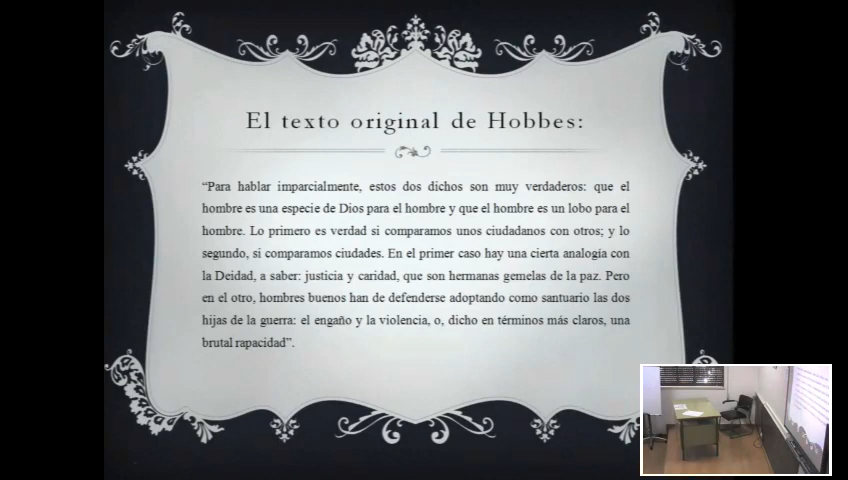 El texto original de Hobbes:
“Para hablar imparcialmente, estos dos dichos son muy verdaderos: que el
hombre es una especie de Dios para el hombre y que el hombre es un lobo para el
hombre. Lo primero es verdad si comparamos unos ciudadanos con otros; y lo
segundo, si comparamos ciudades. En el primer caso hay una cierta analogía con
la Deidad, a saber: justicia y caridad, que son hermanas gemelas de la paz. Pero
en el otro, hombres buenos han de defenderse adoptando como santuario las dos
hijas de la guerra: el engaño y la violencia, o, dicho en términos más claros, una
brutal rapacidad”.